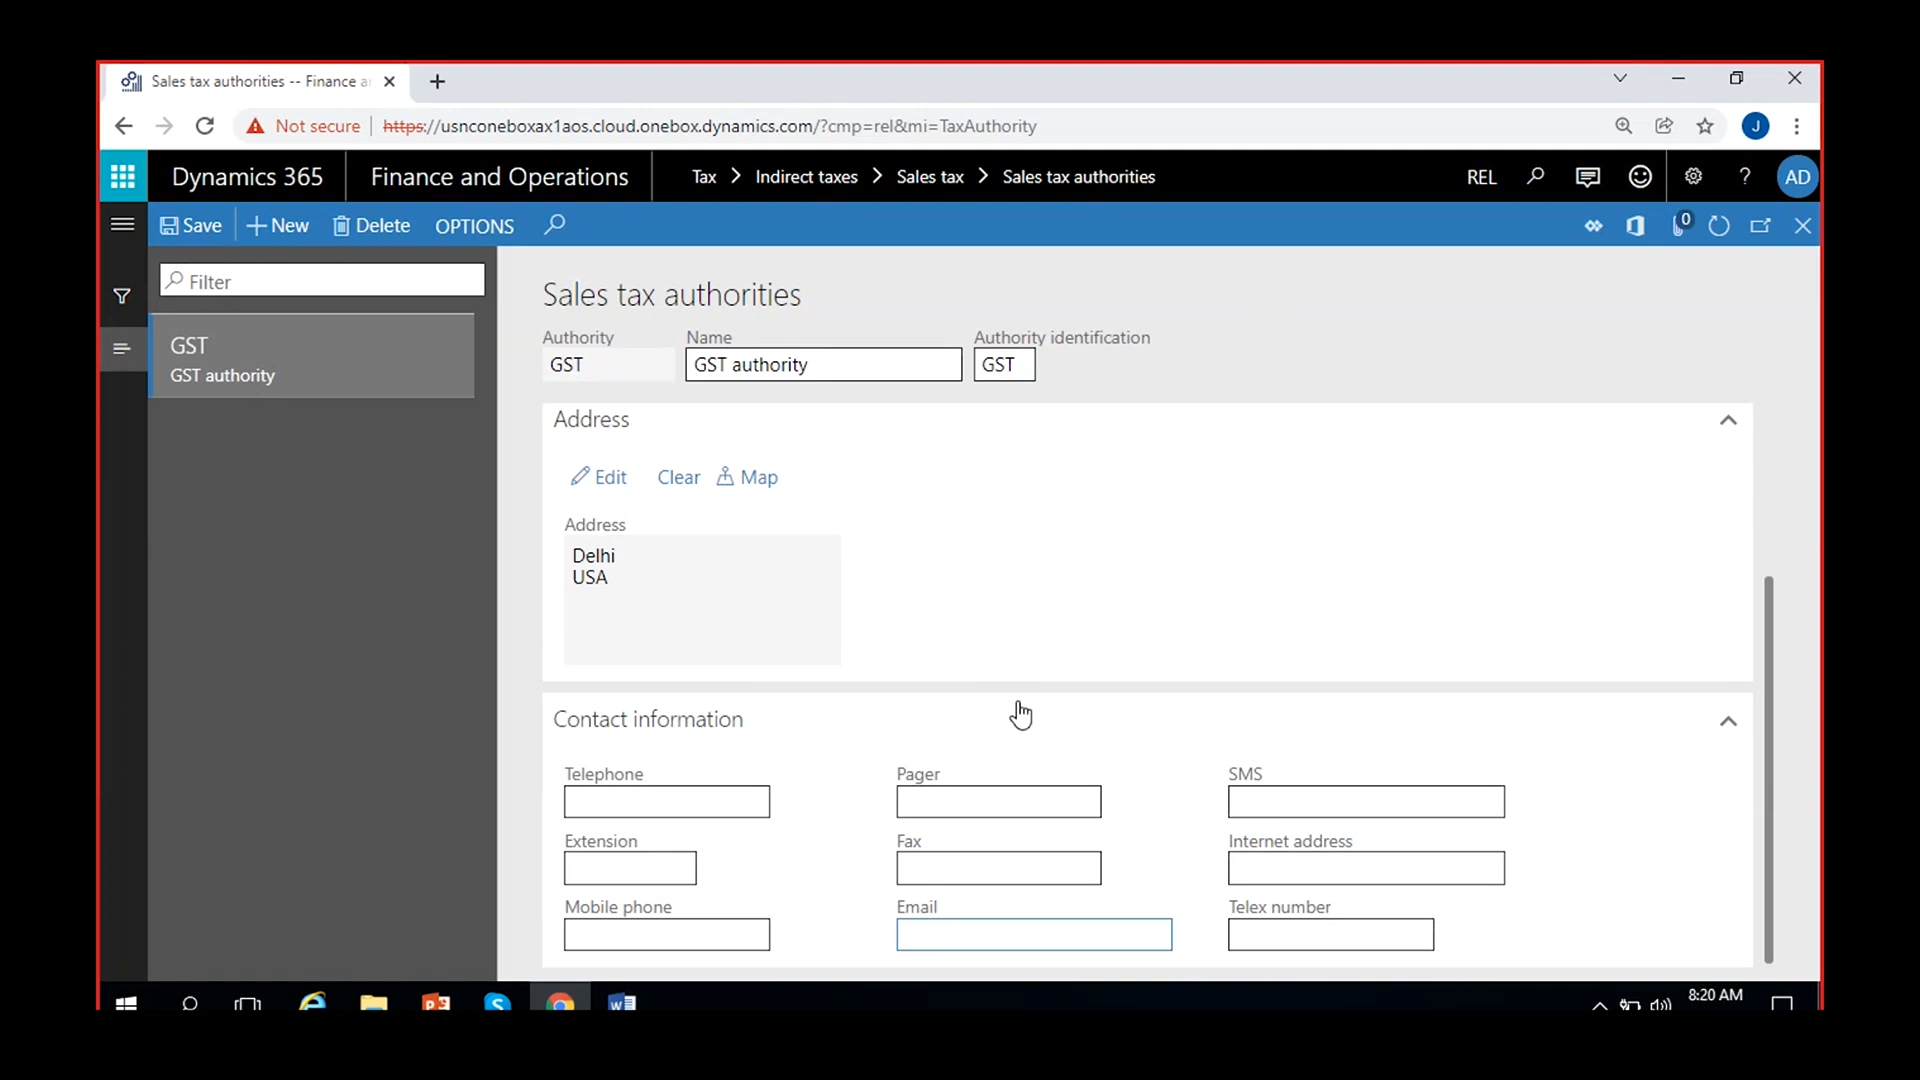 Sales tax authorities -- Finance a
Not secure
https://usnconeboxax1aos.cloud.onebox.dynamics.com/?cmp=rel&mi=TaxAuthority
J
Dynamics 365
Finance and Operations
Tax > Indirect taxes > Sales tax > Sales tax authorities
REL
?
AD
Save
New
Delete
OPTIONS
0
Filter
GST
GST authority
Sales tax authorities
Authority
Name
Authority identification
GST
GST authority
GST
Address
Edit
Clear
Map
Address
Delhi
USA
Contact information
Telephone
Pager
SMS
Extension
Fax
Internet address
Mobile phone
Email
Telex number
8:20 AM